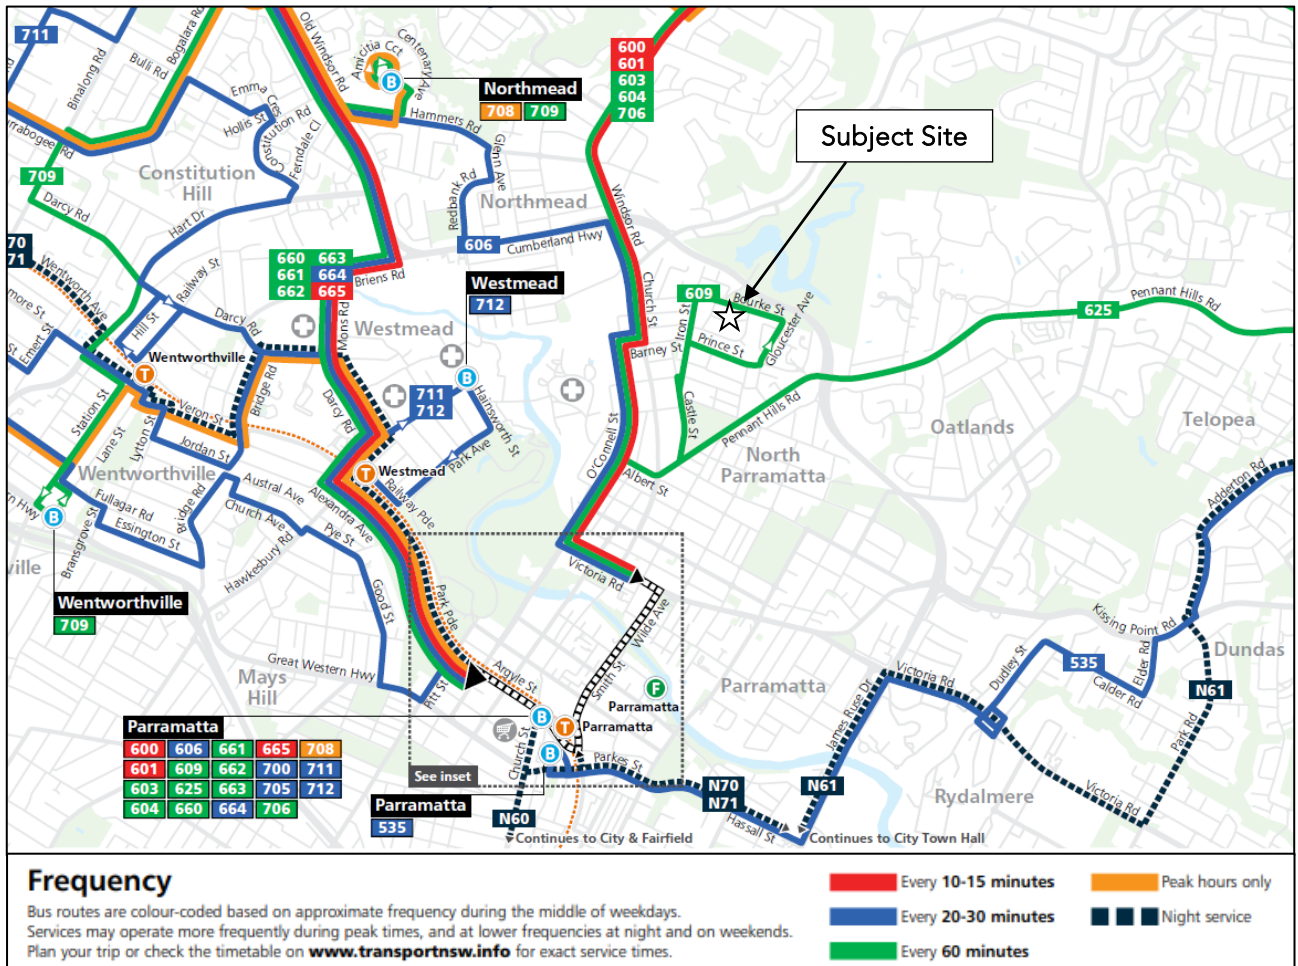 711
Binalong Rd
Bulli Rd
Bogalara Rd
Old Windsor Rd
Amicitia Cct
Centenary Ave
B
Northmead
708 709
Hammers Rd
Emma Cres
Hollis St
Constitution Rd
Ferndale Cl
Constitution
Hill
Glenn Ave
Redbank Rd
Northmead
600
601
603
604
706
Subject Site
709
Darcy Rd
Hart Dr
Railway St
606
Cumberland Hwy
Windsor Rd
70
71
Wentworth Ave
660 663
661 664
662 665
Briens Rd
Westmead
712
Church St
609
Bourke St
Iron St
Prince St
Gloucester Ave
625
Pennant Hills Rd
more St
Emert St
St
Hill St
Darcy Rd
Mons Rd
Westmead
Barney St
Wentworthville
T
Bridge Rd
B
711
712
Hainsworth St
Park Ave
Castle St
Pennant Hills Rd
O'Connell St
Oatlands
Telopea
Station St
Lane St
Lytton St
Veron St
Jordan St
Darcy Rd
T
Westmead
Railway Pde
Wentworthville
North
Parramatta
Albert St
Adderton Rd
Austral Ave
Alexandra Ave
Church Ave
Pye St
n Hwy
B
Fullagar Rd
Essington St
Bridge Rd
Bransgrove St
Hawkesbury Rd
ville
Good St
Park Pde
Victoria Rd
Wilde Ave
Wentworthville
709
Great Western Hwy
Mays
Hill
Pitt St
Argyle St
Smith St
F
Parramatta
Parramatta
Kissing Point Rd
Dudley St
535
Calder Rd
Elder Rd
Dundas
N61
Park Rd
Victoria Rd
James Ruse Dr
Parramatta
600 606 661 665 708
601 609 662 700 711
603 625 663 705 712
604 660 664 706
B
T
Parramatta
B
Church St
Parkes St
See inset
Parramatta
535
N60
N70
N71
Hassall St
N61
Rydalmere
Victoria Rd
Continues to City & Fairfield
Continues to City Town Hall
Frequency
Bus routes are colour-coded based on approximate frequency during the middle of weekdays.
Services may operate more frequently during peak times, and at lower frequencies at night and on weekends.
Plan your trip or check the timetable on www.transportnsw.info for exact service times.
Every 10-15 minutes
Every 20-30 minutes
Every 60 minutes
Peak hours only
Night service